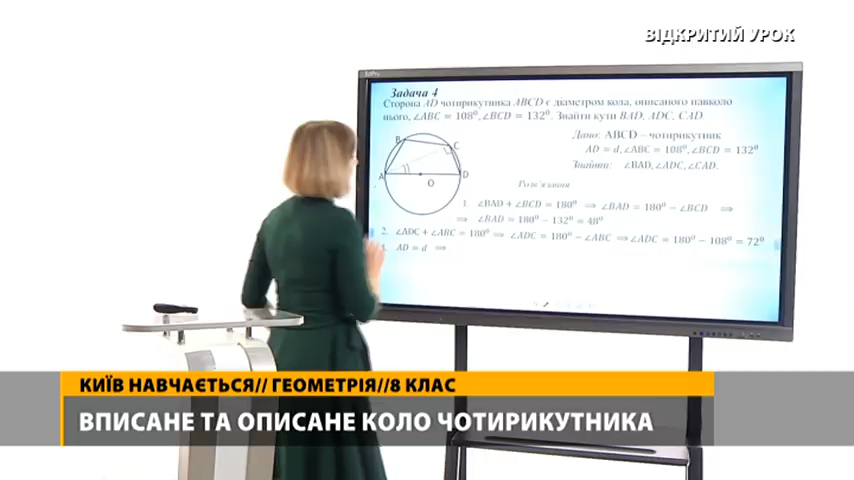 ВІДКРИТИЙ УРОК
Задача 4
Сторона AD чотирикутника ABCD є діаметром кола, описаного навколо
нього, ∠ABC = 108⁰, ∠BCD = 132⁰. Знайти кути BAD, ADC, CAD.
Дано: ABCD – чотирикутник
AD = d, ∠ABC = 108⁰, ∠BCD = 132⁰
Знайти: ∠BAD, ∠ADC, ∠CAD.
B
C
A
D
O
Розв'язання
1. ∠BAD + ∠BCD = 180⁰ ⟹ ∠BAD = 180⁰ − ∠BCD ⟹
⟹ ∠BAD = 180⁰ − 132⁰ = 48⁰
2. ∠ADC + ∠ABC = 180⁰ ⟹ ∠ADC = 180⁰ − ∠ABC ⟹ ∠ADC = 180⁰ − 108⁰ = 72⁰
AD = d ⟹
КИЇВ НАВЧАЄТЬСЯ// ГЕОМЕТРІЯ//8 КЛАС
ВПИСАНЕ ТА ОПИСАНЕ КОЛО ЧОТИРИКУТНИКА